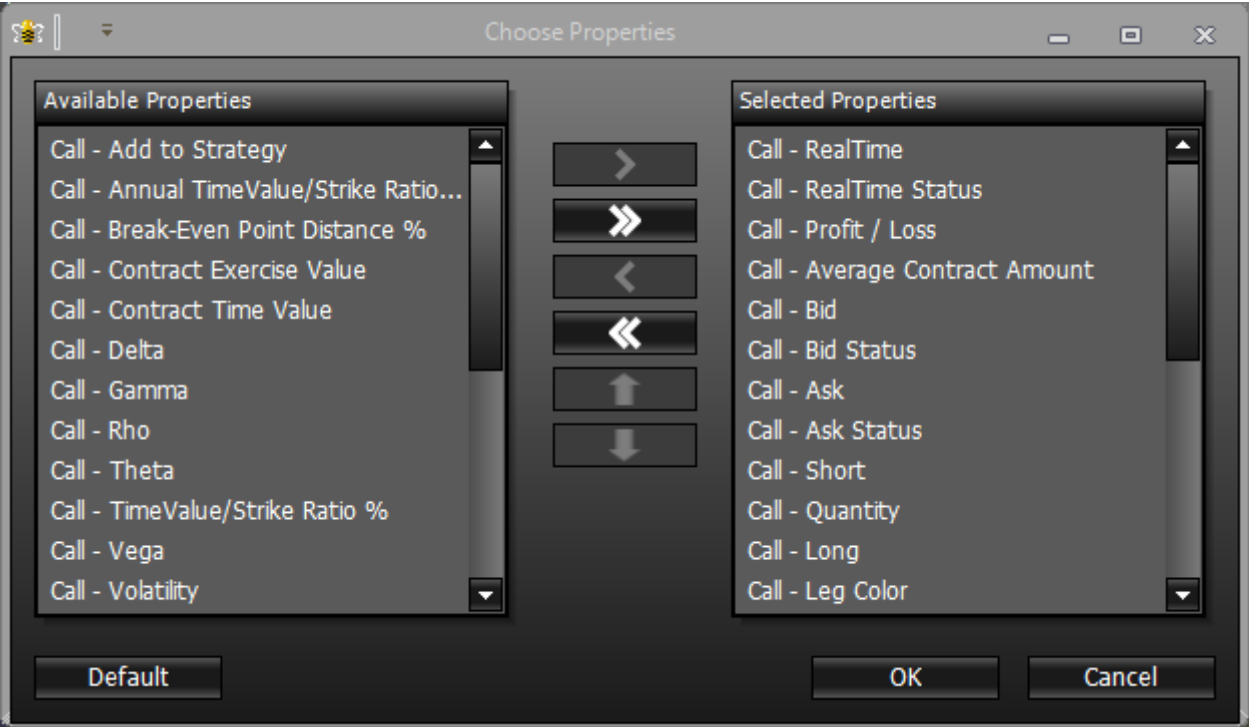 Choose Properties
Available Properties
Call - Add to Strategy
Call - Annual TimeValue/Strike Ratio...
Call - Break-Even Point Distance %
Call - Contract Exercise Value
Call - Contract Time Value
Call - Delta
Call - Gamma
Call - Rho
Call - Theta
Call - TimeValue/Strike Ratio %
Call - Vega
Call - Volatility
Selected Properties
Call - RealTime
Call - RealTime Status
Call - Profit / Loss
Call - Average Contract Amount
Call - Bid
Call - Bid Status
Call - Ask
Call - Ask Status
Call - Short
Call - Quantity
Call - Long
Call - Leg Color
Default
OK
Cancel